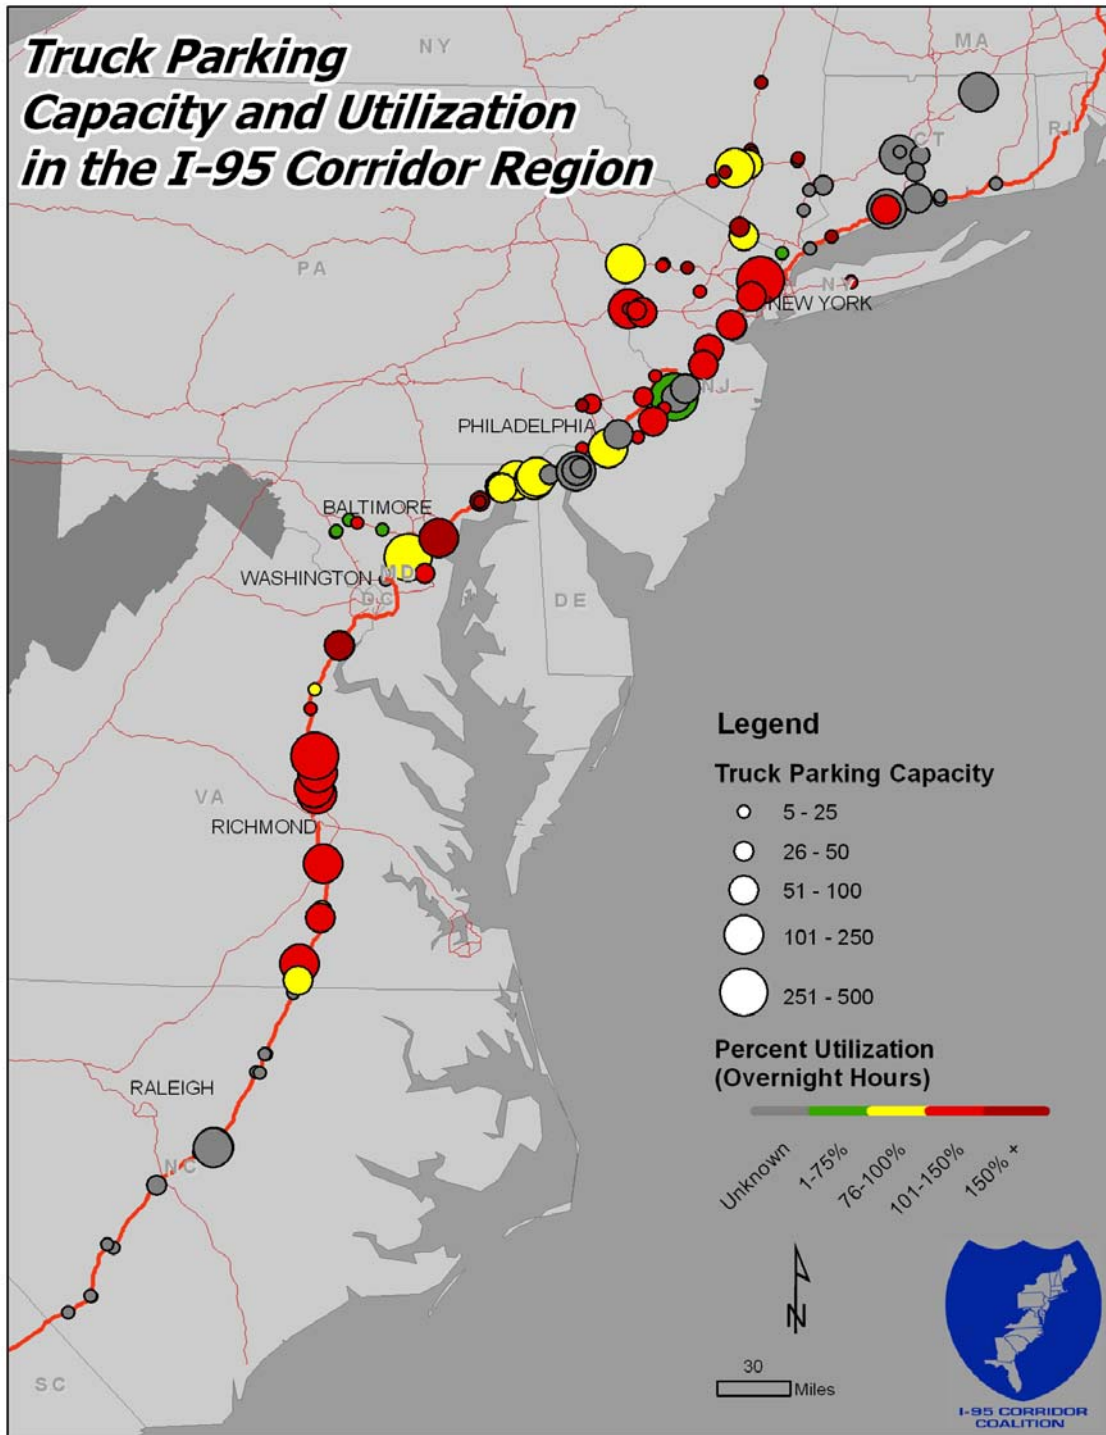 Truck Parking
Capacity and Utilization
in the I-95 Corridor Region
NY
MA
CT
RI
PA
NY
NEW YORK
NJ
PHILADELPHIA
BALTIMORE
WASHINGTON
MD
DC
DE
VA
RICHMOND
RALEIGH
NC
SC
Legend
Truck Parking Capacity
5 - 25
26 - 50
51 - 100
101 - 250
251 - 500
Percent Utilization
(Overnight Hours)
Unknown
1-75%
76-100%
101-150%
150% +
N
30
Miles
I-95 CORRIDOR
COALITION